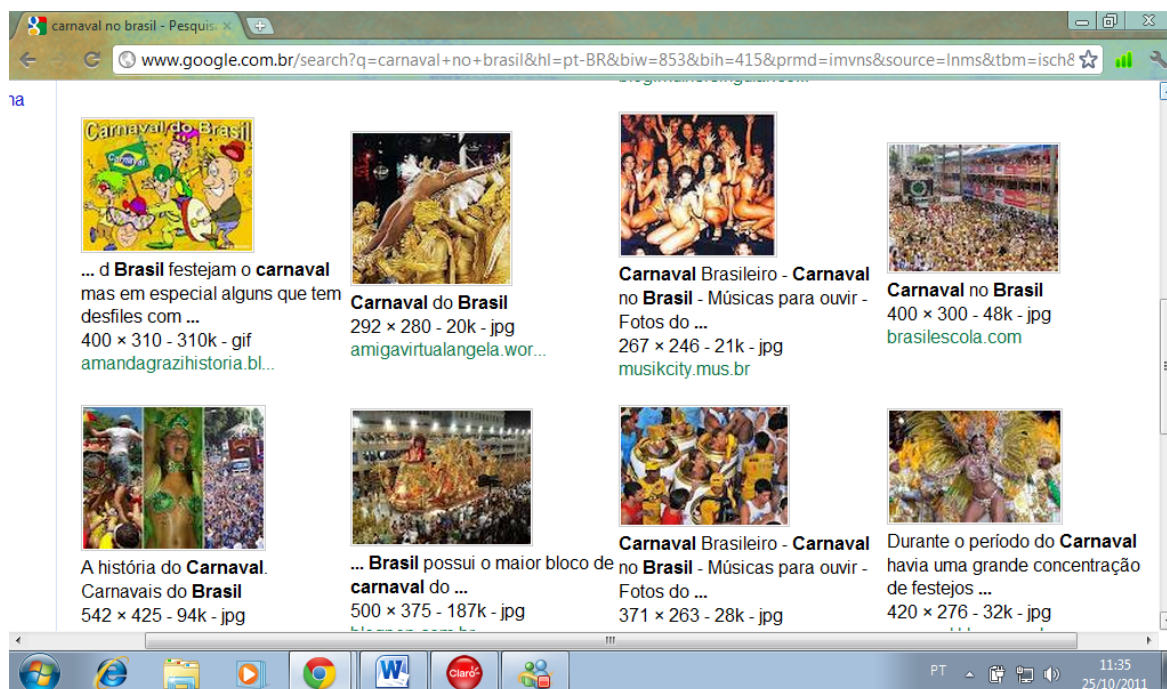 carnaval no brasil - Pesquis
www.google.com.br/search?q=carnaval+no+brasil&hl=pt-BR&biw=853&bih=415&prmd=imvns&source=lnms&tbm=isch&
na
Carnaval do Brasil
Carnaval
... d Brasil festejam o carnaval
mas em especial alguns que tem
desfiles com ...
400 × 310 - 310k - gif
amandagrazihistoria.bl...
Carnaval do Brasil
292 × 280 - 20k - jpg
amigavirtualangela.wor...
Carnaval Brasileiro - Carnaval
no Brasil - Músicas para ouvir -
Fotos do ...
267 × 246 - 21k - jpg
musikcity.mus.br
Carnaval no Brasil
400 × 300 - 48k - jpg
brasilescola.com
A história do Carnaval.
Carnavais do Brasil
542 × 425 - 94k - jpg
... Brasil possui o maior bloco de
carnaval do ...
500 × 375 - 187k - jpg
Carnaval Brasileiro - Carnaval
no Brasil - Músicas para ouvir -
Fotos do ...
371 × 263 - 28k - jpg
Durante o período do Carnaval
havia uma grande concentração
de festejos ...
420 × 276 - 32k - jpg
Claro
PT
11:35
25/10/2011